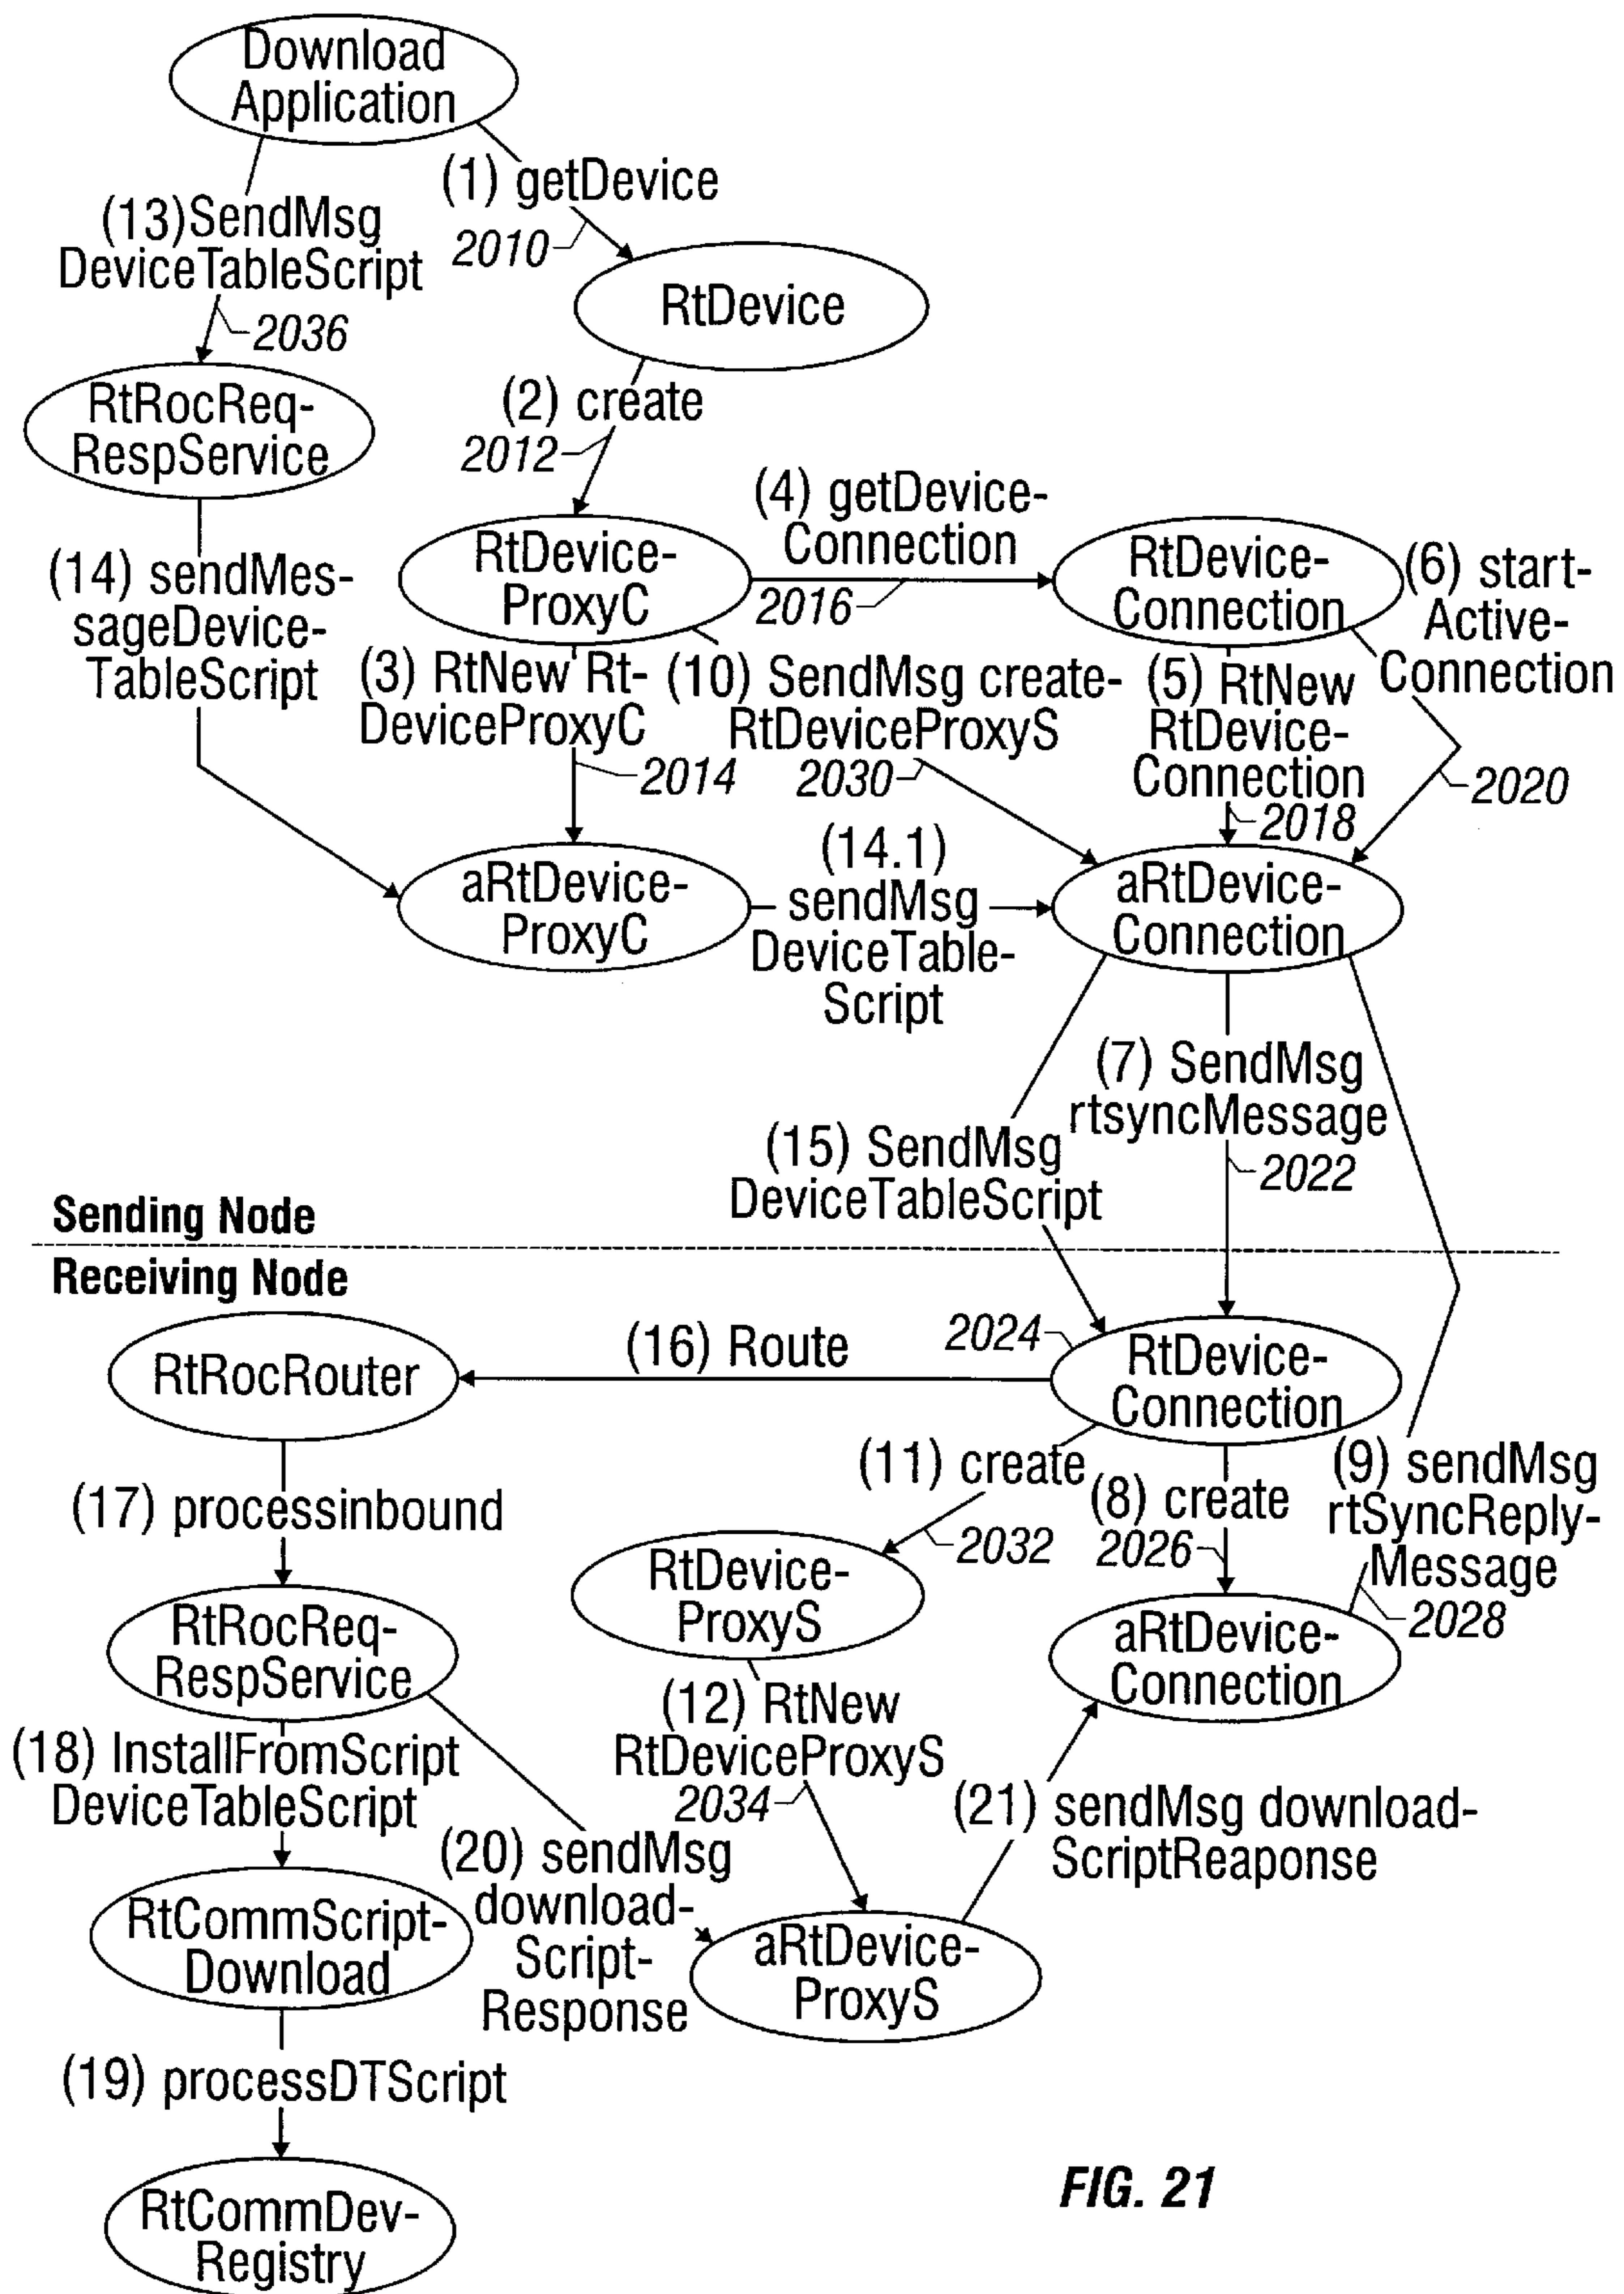 Download
Application
(1) getDevice
2010
(13)SendMsg
DeviceTableScript
2036
RtDevice
RtRocReq-
RespService
(2) create
2012
(4) getDevice-
Connection
2016
RtDevice-
ProxyC
RtDevice-
Connection
(6) start-
Active-
Connection
2020
(14) sendMes-
sageDevice-
TableScript
(3) RtNew Rt-
DeviceProxyC
2014
(10) SendMsg create-
RtDeviceProxyS
2030
(5) RtNew
RtDevice-
Connection
2018
aRtDevice-
ProxyC
(14.1)
sendMsg
DeviceTable-
Script
aRtDevice-
Connection
(7) SendMsg
rtsyncMessage
2022
(15) SendMsg
DeviceTableScript
Sending Node
Receiving Node
RtRocRouter
(16) Route
2024
RtDevice-
Connection
(11) create
2032
(8) create
2026
(9) sendMsg
rtSyncReply-
Message
2028
(17) processinbound
RtDevice-
ProxyS
RtRocReq-
RespService
aRtDevice-
Connection
(12) RtNew
RtDeviceProxyS
2034
(18) InstallFromScript
DeviceTableScript
(21) sendMsg download-
ScriptReaponse
(20) sendMsg
download-
Script-
Response
RtCommScript-
Download
aRtDevice-
ProxyS
(19) processDTScript
RtCommDev-
Registry
FIG. 21